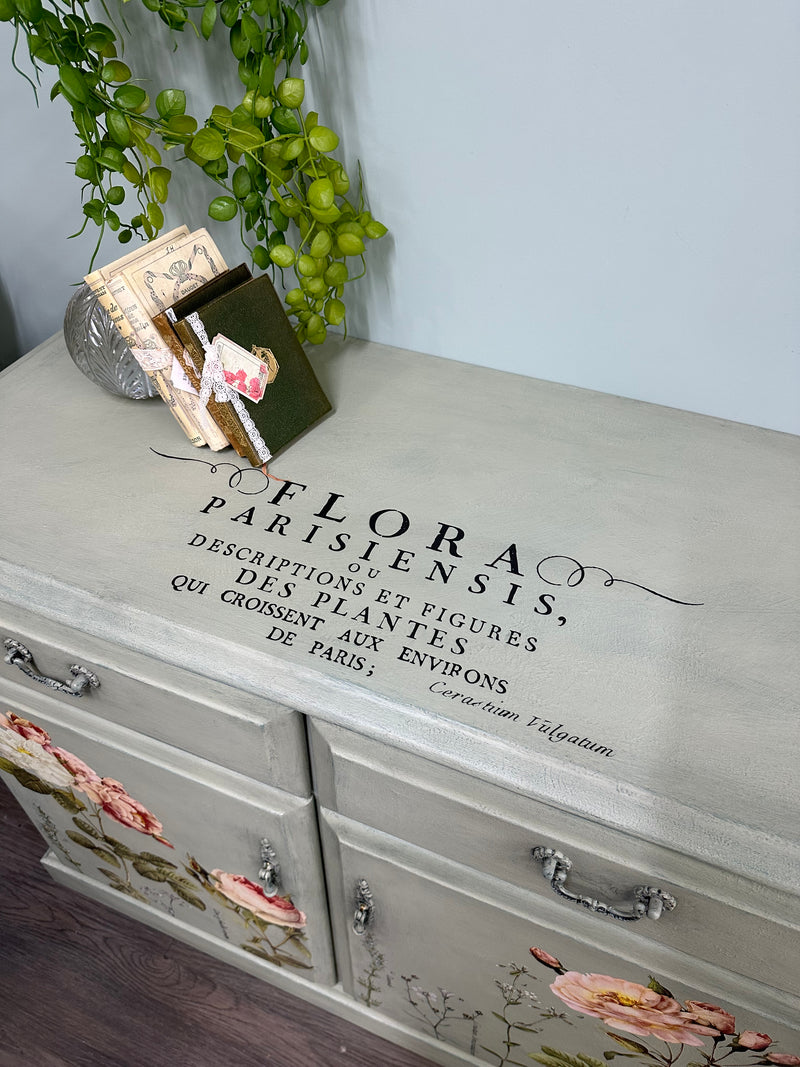 FLORA
PARISIENSIS,
OU
DESCRIPTIONS ET FIGURES
DES PLANTES
QUI CROISSENT AUX ENVIRONS
DE PARIS;
Cerastium Vulgatum